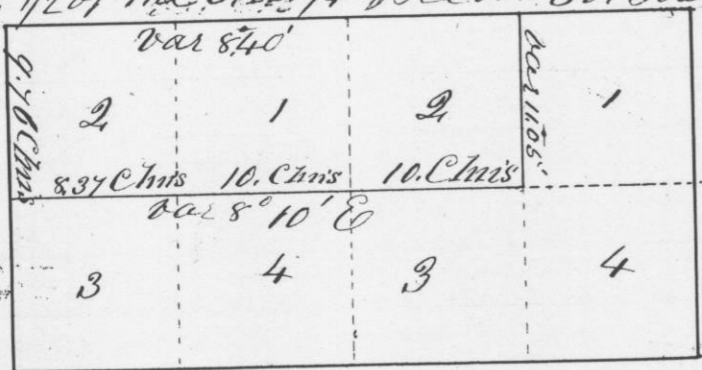 var 8°40'
9.70 Chns
2 1 2
var 11°05'
1
8.37 Chns 10. Chns 10. Chns
var 8° 10' E
3 4 3 4